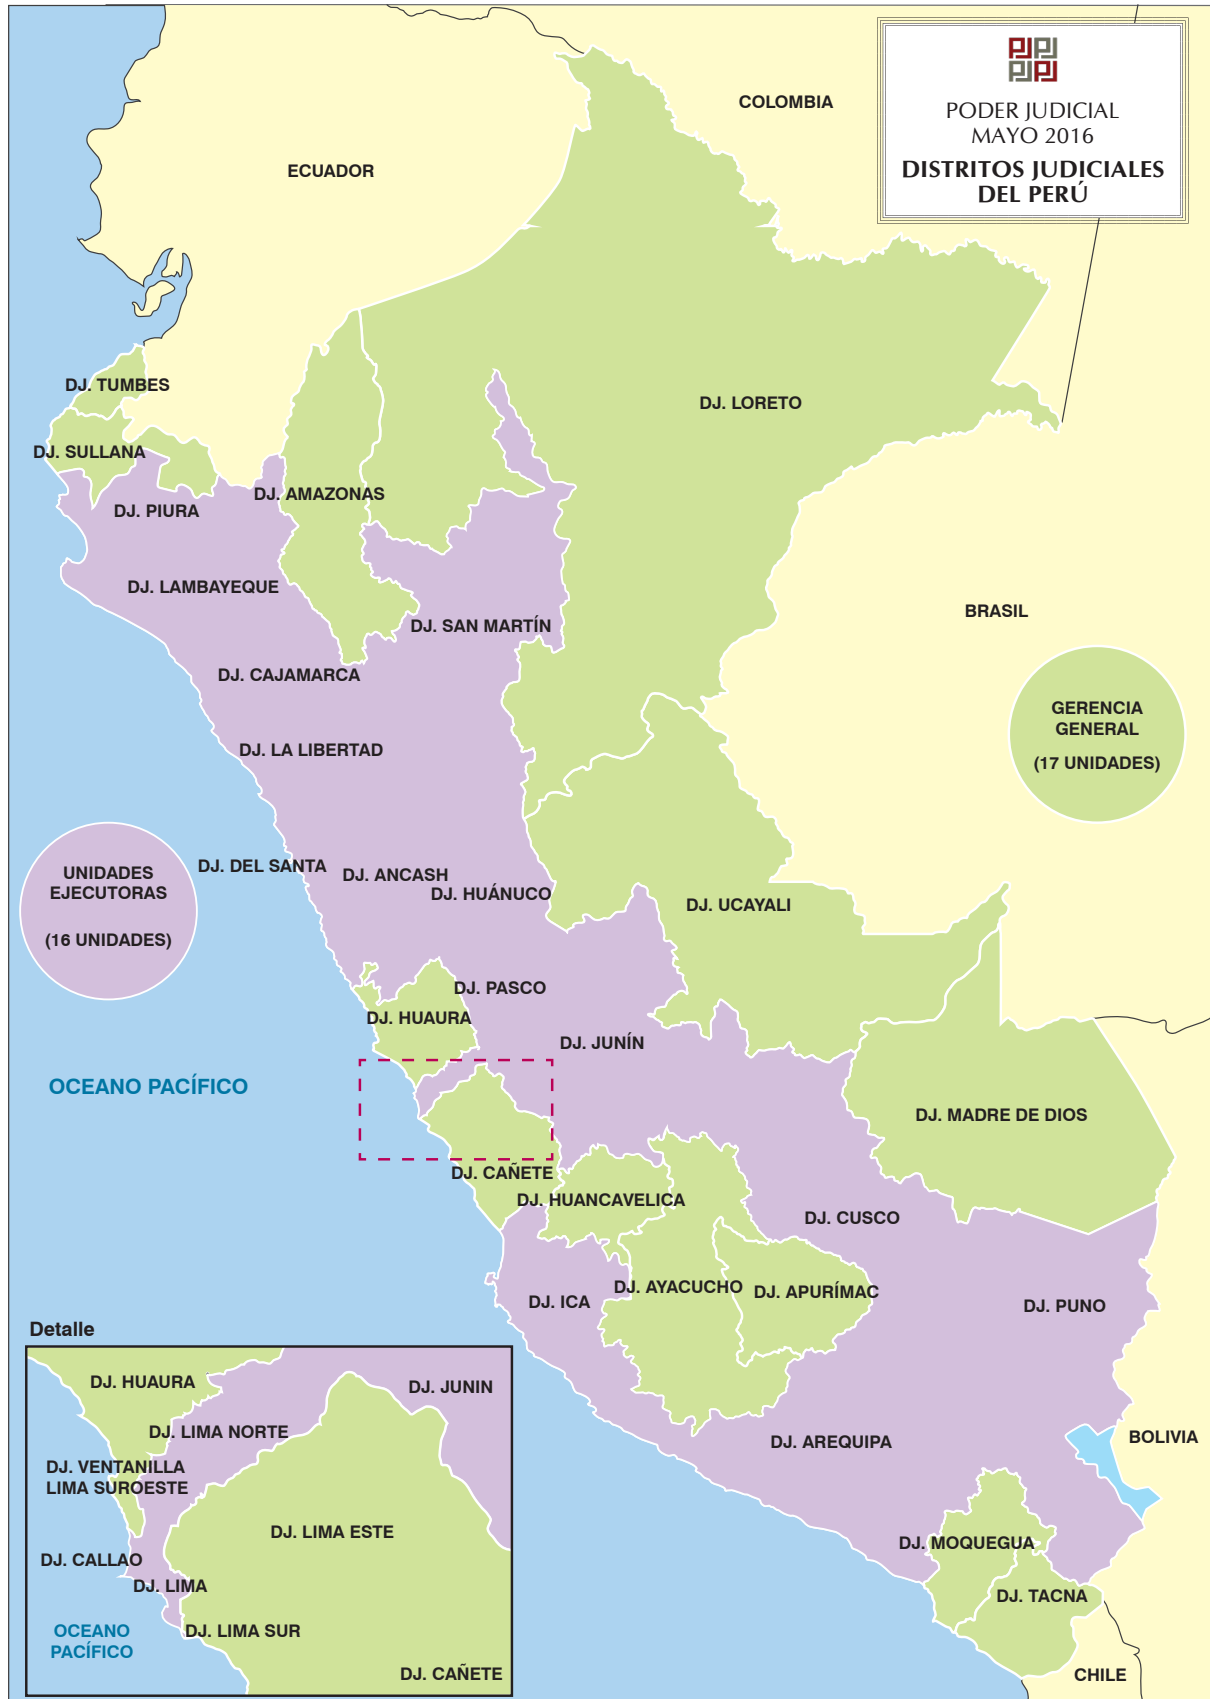 PJ PJ
PJ PJ
PODER JUDICIAL
MAYO 2016
DISTRITOS JUDICIALES
DEL PERÚ
COLOMBIA
ECUADOR
DJ. TUMBES
DJ. LORETO
DJ. SULLANA
DJ. AMAZONAS
DJ. PIURA
DJ. LAMBAYEQUE
BRASIL
DJ. SAN MARTÍN
DJ. CAJAMARCA
GERENCIA
GENERAL
(17 UNIDADES)
DJ. LA LIBERTAD
UNIDADES
EJECUTORAS
(16 UNIDADES)
DJ. DEL SANTA
DJ. ANCASH
DJ. HUÁNUCO
DJ. UCAYALI
DJ. PASCO
DJ. HUAURA
DJ. JUNÍN
OCEANO PACÍFICO
DJ. MADRE DE DIOS
DJ. CAÑETE
DJ. HUANCAVELICA
DJ. CUSCO
DJ. AYACUCHO
DJ. APURÍMAC
DJ. ICA
DJ. PUNO
DJ. AREQUIPA
BOLIVIA
DJ. MOQUEGUA
DJ. TACNA
CHILE
Detalle
DJ. HUAURA
DJ. JUNIN
DJ. LIMA NORTE
DJ. VENTANILLA
LIMA SUROESTE
DJ. LIMA ESTE
DJ. CALLAO
DJ. LIMA
DJ. LIMA SUR
OCEANO
PACÍFICO
DJ. CAÑETE